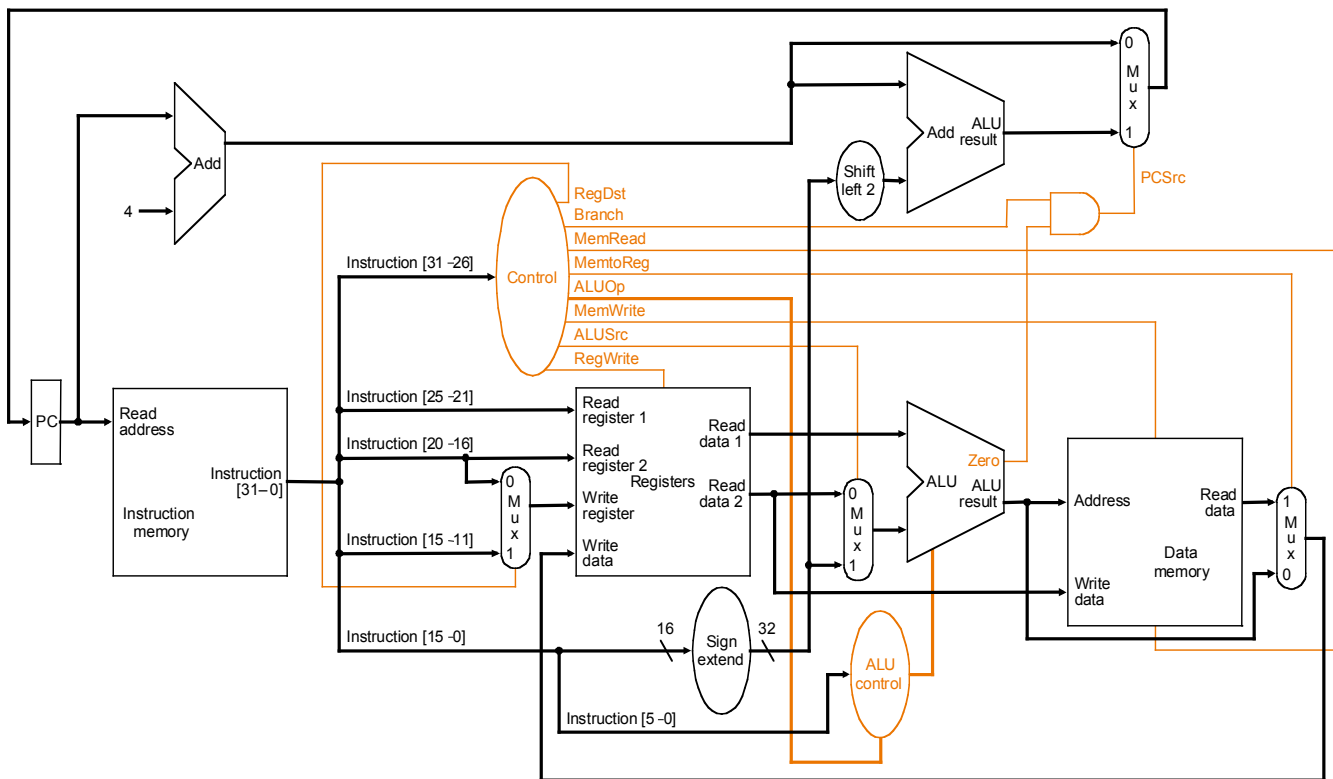 0
M
u
x
1
Add
ALU
result
Add
4
Shift
left 2
PCSrc
RegDst
Branch
MemRead
MemtoReg
ALUOp
MemWrite
ALUSrc
RegWrite
Control
Instruction [31–26]
PC
Read
address
Instruction
[31–0]
Instruction
memory
Instruction [25–21]
Instruction [20–16]
Instruction [15–11]
Instruction [15–0]
0
M
u
x
1
Read
register 1
Read
register 2
Write
register
Write
data
Registers
Read
data 1
Read
data 2
0
M
u
x
1
Zero
ALU
ALU
result
Address
Write
data
Read
data
Data
memory
1
M
u
x
0
16
Sign
extend
32
ALU
control
Instruction [5–0]